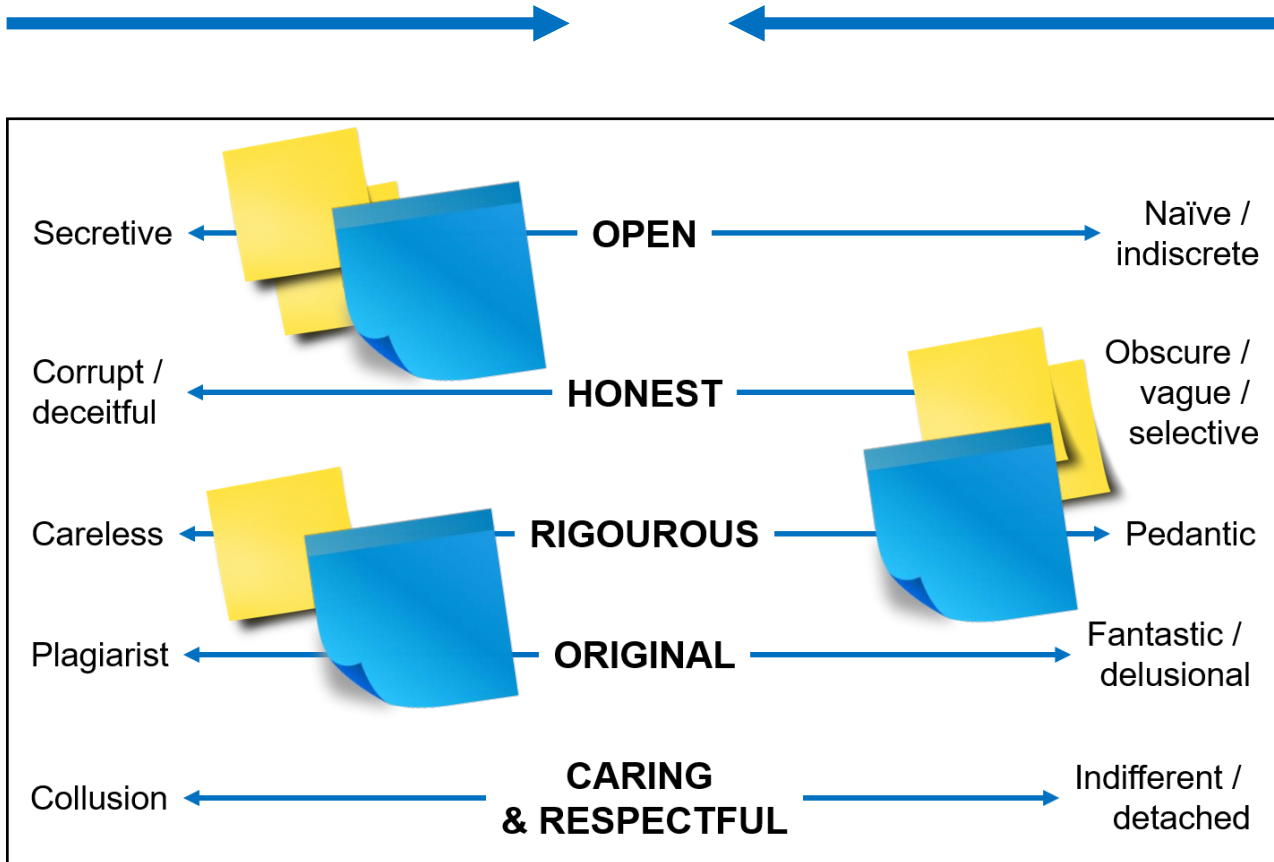 Secretive
OPEN
Naïve /
indiscrete
Corrupt /
deceitful
HONEST
Obscure /
vague /
selective
Careless
RIGOUROUS
Pedantic
Plagiarist
ORIGINAL
Fantastic /
delusional
Collusion
CARING
& RESPECTFUL
Indifferent /
detached